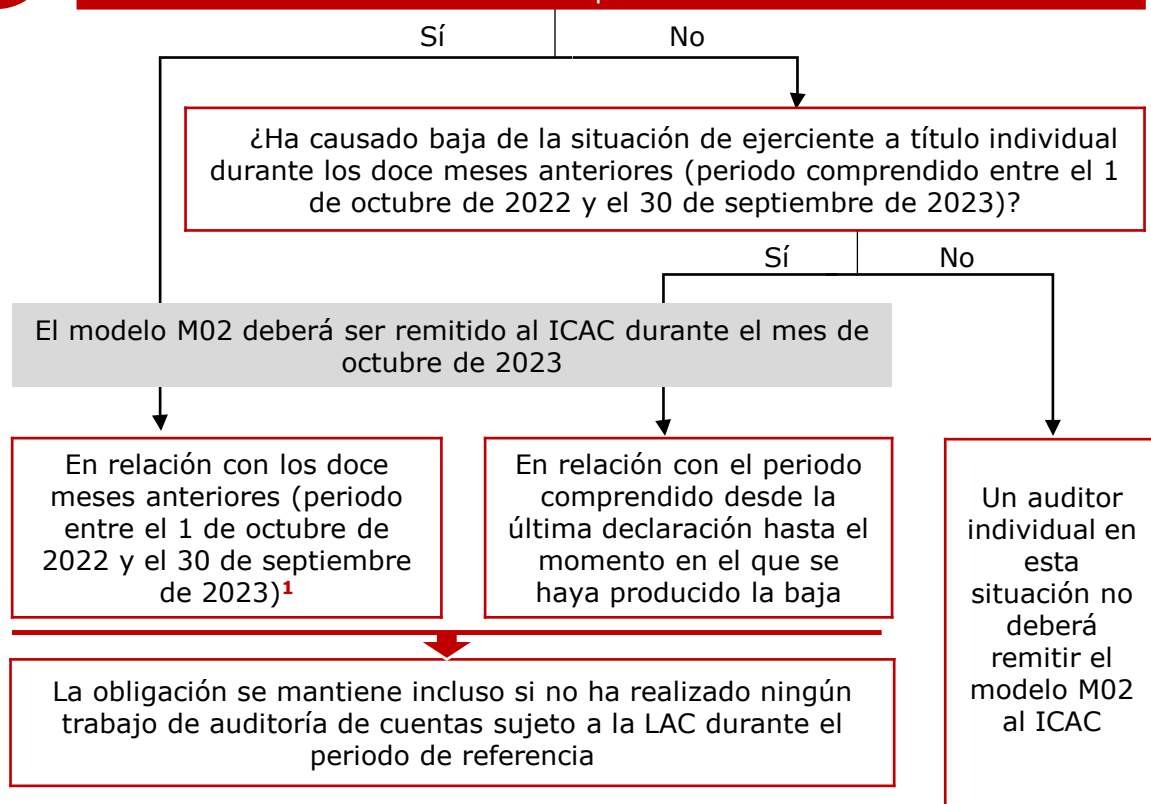 Sí
No
¿Ha causado baja de la situación de ejerciente a título individual
durante los doce meses anteriores (periodo comprendido entre el 1
de octubre de 2022 y el 30 de septiembre de 2023)?
Sí
No
El modelo M02 deberá ser remitido al ICAC durante el mes de
octubre de 2023
En relación con los doce
meses anteriores (periodo
entre el 1 de octubre de
2022 y el 30 de septiembre
de 2023)1
En relación con el periodo
comprendido desde la
última declaración hasta el
momento en el que se
haya producido la baja
Un auditor
individual en
esta
situación no
deberá
remitir el
modelo M02
al ICAC
La obligación se mantiene incluso si no ha realizado ningún
trabajo de auditoría de cuentas sujeto a la LAC durante el
periodo de referencia